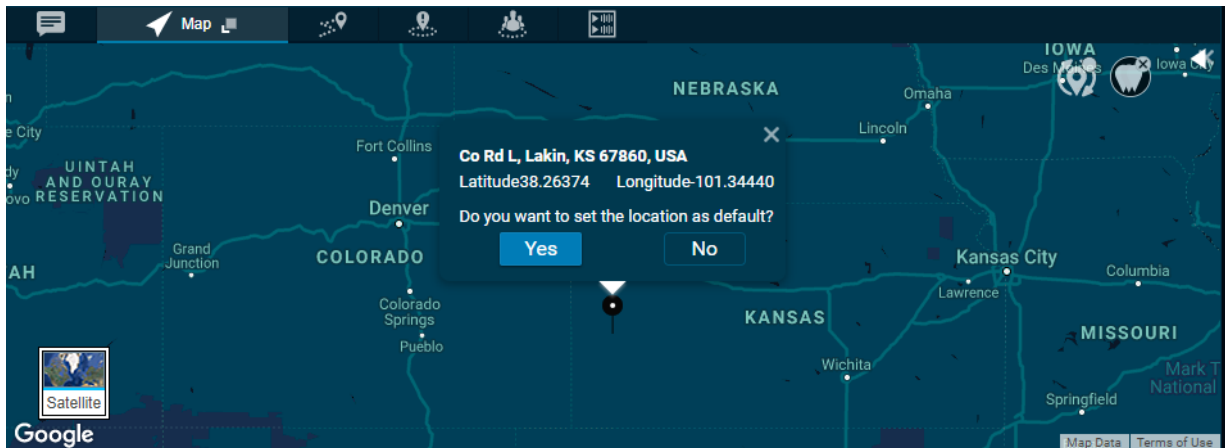 Map
IOWA
Des Moines
Iowa City
NEBRASKA
Omaha
Lincoln
e City
Fort Collins
UINTAH
AND OURAY
RESERVATION
dy
ovo
Denver
Grand
Junction
COLORADO
AH
Co Rd L, Lakin, KS 67860, USA
Latitude38.26374 Longitude-101.34440
Do you want to set the location as default?
Yes No
Kansas City
Columbia
Lawrence
Colorado
Springs
KANSAS
MISSOURI
Pueblo
Wichita
Mark T
National
Springfield
Satellite
Google
Map Data Terms of Use